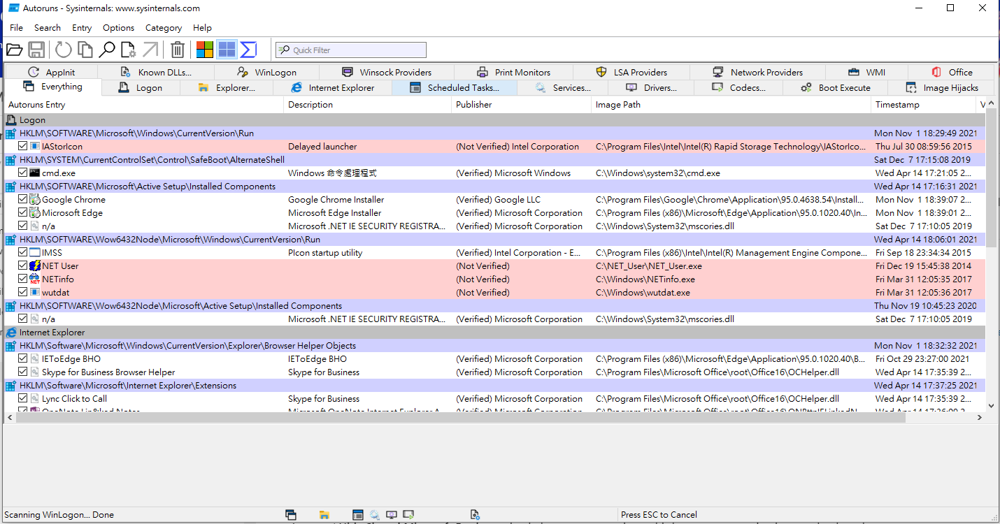 Autoruns - Sysinternals: www.sysinternals.com
File Search Entry Options Category Help
Quick Filter
AppInit Known DLLs... WinLogon Winsock Providers Print Monitors LSA Providers Network Providers WMI Office
Everything Logon Explorer... Internet Explorer Scheduled Tasks... Services... Drivers... Codecs... Boot Execute Image Hijacks
Autoruns Entry Description Publisher Image Path Timestamp V
Logon
HKLM\SOFTWARE\Microsoft\Windows\CurrentVersion\Run Mon Nov 1 18:29:49 2021
IAStorIcon Delayed launcher (Not Verified) Intel Corporation C:\Program Files\Intel\Intel(R) Rapid Storage Technology\IAStorIco... Thu Jul 30 08:59:56 2015
HKLM\SYSTEM\CurrentControlSet\Control\SafeBoot\AlternateShell Sat Dec 7 17:15:08 2019
cmd.exe Windows 命令處理程式 (Verified) Microsoft Windows C:\Windows\system32\cmd.exe Wed Apr 14 17:21:05 2...
HKLM\SOFTWARE\Microsoft\Active Setup\Installed Components Wed Apr 14 17:16:31 2021
Google Chrome Google Chrome Installer (Verified) Google LLC C:\Program Files\Google\Chrome\Application\95.0.4638.54\Install... Mon Nov 1 18:39:07 2...
Microsoft Edge Microsoft Edge Installer (Verified) Microsoft Corporation C:\Program Files (x86)\Microsoft\Edge\Application\95.0.1020.40\In... Mon Nov 1 18:39:01 2...
n/a Microsoft .NET IE SECURITY REGISTRA... (Verified) Microsoft Corporation C:\Windows\System32\mscories.dll Sat Dec 7 17:10:05 2019
HKLM\SOFTWARE\Wow6432Node\Microsoft\Windows\CurrentVersion\Run Wed Apr 14 18:06:01 2021
IMSS PIcon startup utility (Verified) Intel Corporation - E... C:\Program Files (x86)\Intel\Intel(R) Management Engine Compone... Fri Sep 18 23:34:34 2015
NET User (Not Verified) C:\NET_User\NET_User.exe Fri Dec 19 15:45:38 2014
NETinfo (Not Verified) C:\Windows\NETinfo.exe Fri Mar 31 12:05:35 2017
wutdat (Not Verified) C:\Windows\wutdat.exe Fri Mar 31 12:05:36 2017
HKLM\SOFTWARE\Wow6432Node\Microsoft\Active Setup\Installed Components Thu Nov 19 10:45:23 2020
n/a Microsoft .NET IE SECURITY REGISTRA... (Verified) Microsoft Corporation C:\Windows\System32\mscories.dll Sat Dec 7 17:10:05 2019
Internet Explorer
HKLM\Software\Microsoft\Windows\CurrentVersion\Explorer\Browser Helper Objects Mon Nov 1 18:32:32 2021
IEToEdge BHO IEToEdge BHO (Verified) Microsoft Corporation C:\Program Files (x86)\Microsoft\Edge\Application\95.0.1020.40\B... Fri Oct 29 23:27:00 2021
Skype for Business Browser Helper Skype for Business (Verified) Microsoft Corporation C:\Program Files\Microsoft Office\root\Office16\OCHelper.dll Wed Apr 14 17:35:39 2...
HKLM\Software\Microsoft\Internet Explorer\Extensions Wed Apr 14 17:37:25 2021
Lync Click to Call Skype for Business (Verified) Microsoft Corporation C:\Program Files\Microsoft Office\root\Office16\OCHelper.dll Wed Apr 14 17:35:39 2...
Scanning WinLogon... Done Press ESC to Cancel